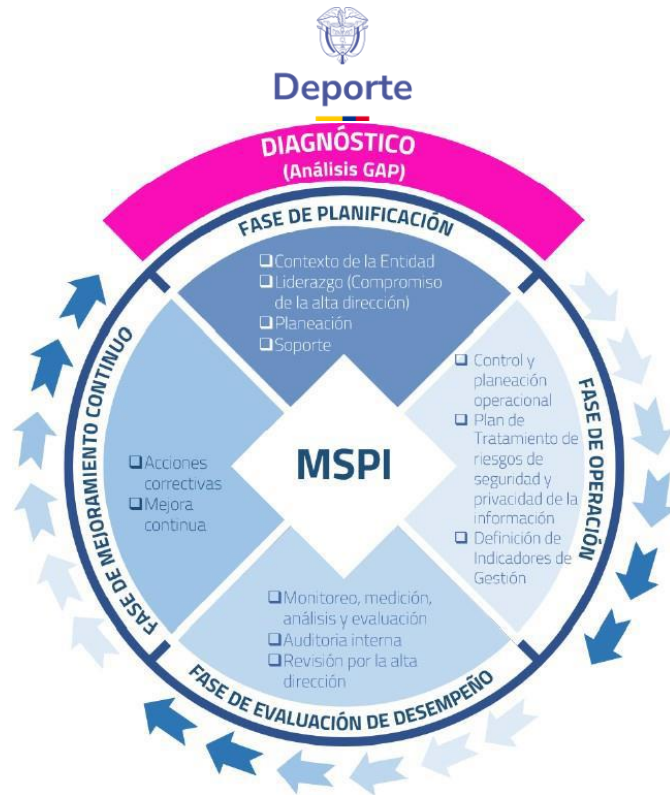 Deporte
DIAGNÓSTICO
(Análisis GAP)
FASE DE PLANIFICACIÓN
❑Contexto de la Entidad
❑Liderazgo (Compromiso
de la alta dirección)
❑Planeación
❑Soporte
FASE DE OPERACIÓN
❑ Control y
planeación
operacional
❑ Plan de
Tratamiento de
riesgos de
seguridad y
privacidad de la
información
❑ Definición de
Indicadores de
Gestión
MSPI
FASE DE MEJORAMIENTO CONTINUO
❑Acciones
correctivas
❑Mejora
continua
❑Monitoreo, medición,
análisis y evaluación
❑Auditoria interna
❑Revisión por la alta
dirección
FASE DE EVALUACIÓN DE DESEMPEÑO